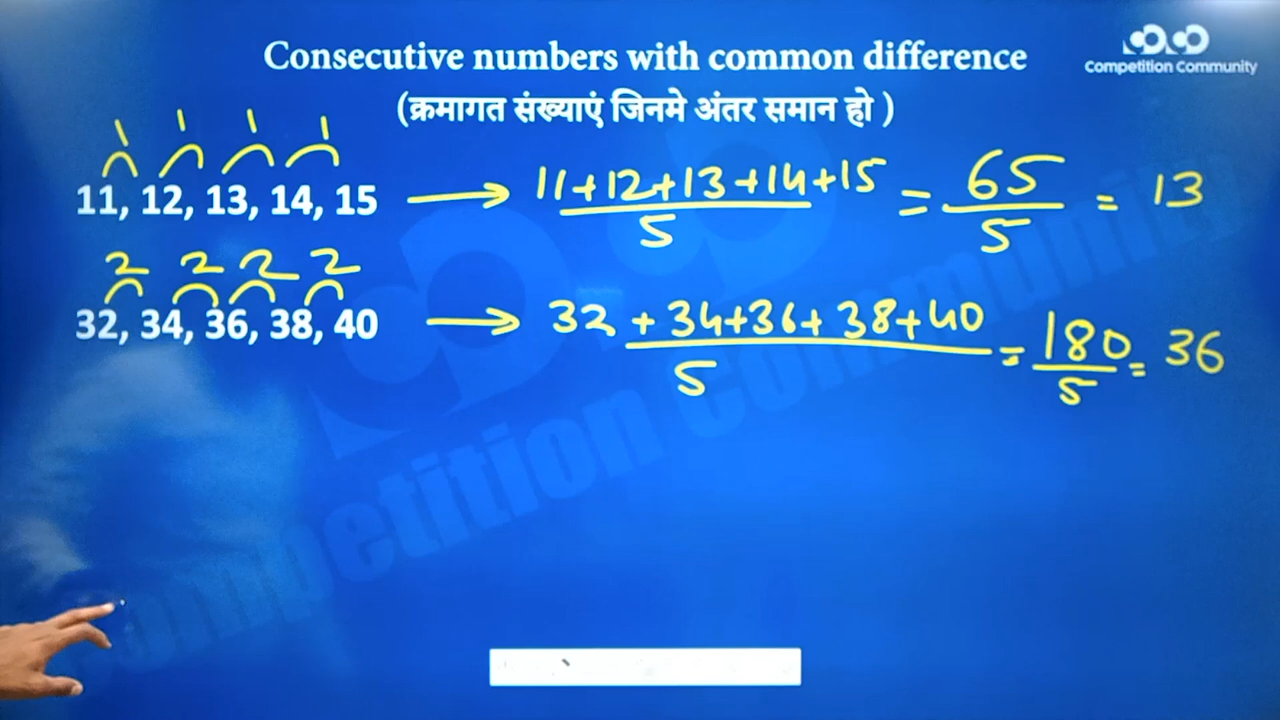 Consecutive numbers with common difference
Competition Community
(क्रमागत संख्याएं जिनमे अंतर समान हो )
1 1 1 1
11, 12, 13, 14, 15 → 11+12+13+14+15 / 5 = 65 / 5 = 13
2 2 2 2
32, 34, 36, 38, 40 → 32 + 34+36+38+40 / 5 = 180 / 5 = 36
Competition Community